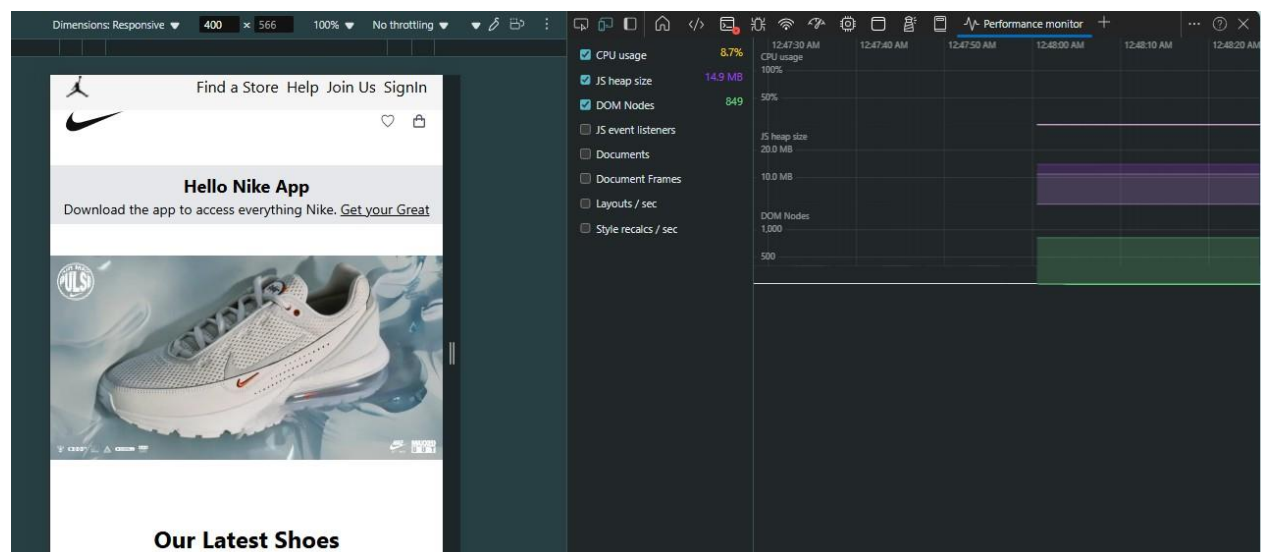 Dimensions: Responsive 400 × 566 100% No throttling
Performance monitor
Find a Store Help Join Us SignIn
Hello Nike App
Download the app to access everything Nike. Get your Great
PULSE
Our Latest Shoes
CPU usage 8.7%
JS heap size 14.9 MB
DOM Nodes 849
JS event listeners
Documents
Document Frames
Layouts / sec
Style recalcs / sec
12:47:30 AM 12:47:40 AM 12:47:50 AM 12:48:00 AM 12:48:10 AM 12:48:20 AM
CPU usage
100%
50%
JS heap size
20.0 MB
10.0 MB
DOM Nodes
1,000
500